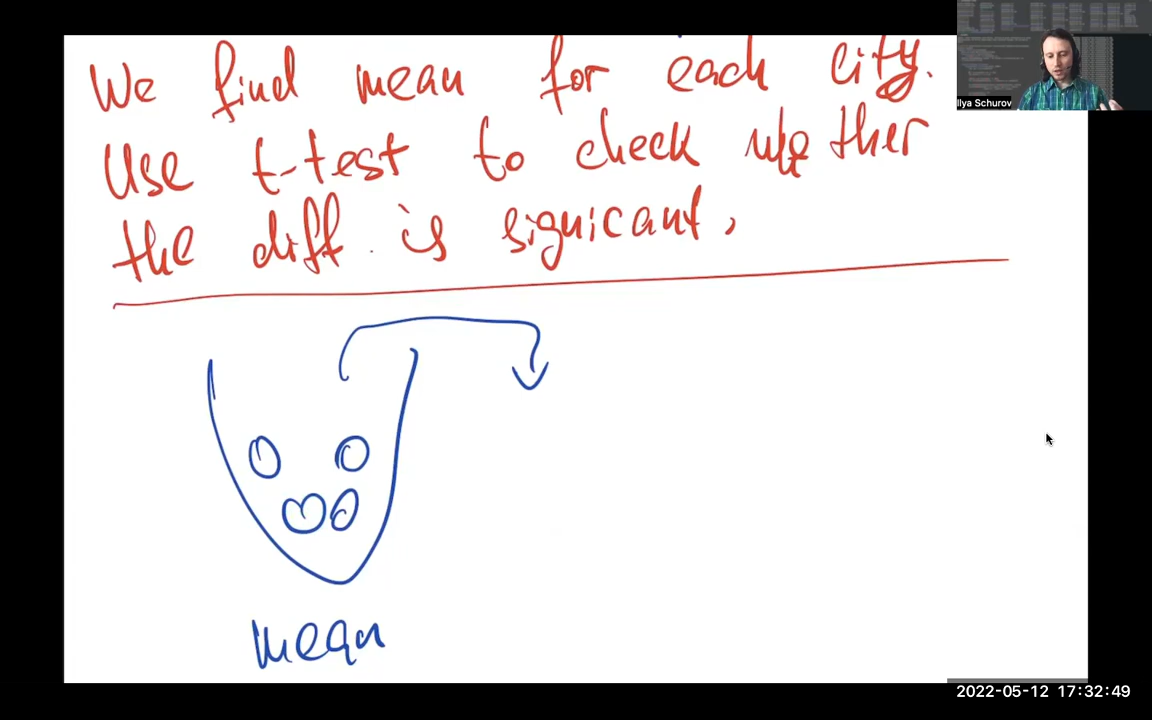 We find mean for each city.
Use t-test to check whether
the diff. is signicant.
mean
Ilya Schurov
2022-05-12 17:32:49